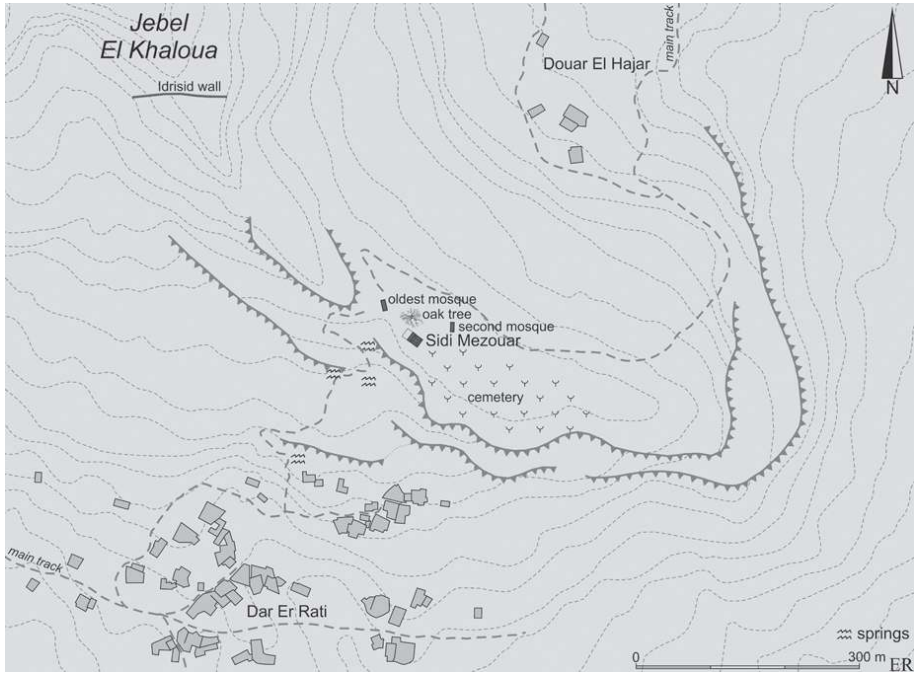 Jebel
El Khaloua
Idrisid wall
Douar El Hajar
main track
N
oldest mosque
oak tree
second mosque
Sidi Mezouar
cemetery
main track
Dar Er Rati
springs
0 300 m
ER